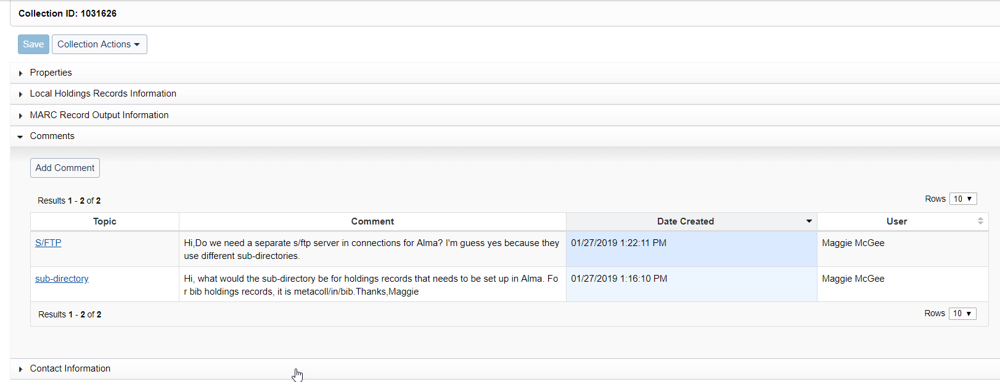 Collection ID: 1031626
Save Collection Actions
Properties
Local Holdings Records Information
MARC Record Output Information
Comments
Add Comment
Results 1 - 2 of 2 Rows 10
Topic Comment Date Created User
S/FTP Hi,Do we need a separate s/ftp server in connections for Alma? I'm guess yes because they 01/27/2019 1:22:11 PM Maggie McGee
use different sub-directories.
sub-directory Hi, what would the sub-directory be for holdings records that needs to be set up in Alma. Fo 01/27/2019 1:16:10 PM Maggie McGee
r bib holdings records, it is metacoll/in/bib.Thanks,Maggie
Results 1 - 2 of 2 Rows 10
Contact Information